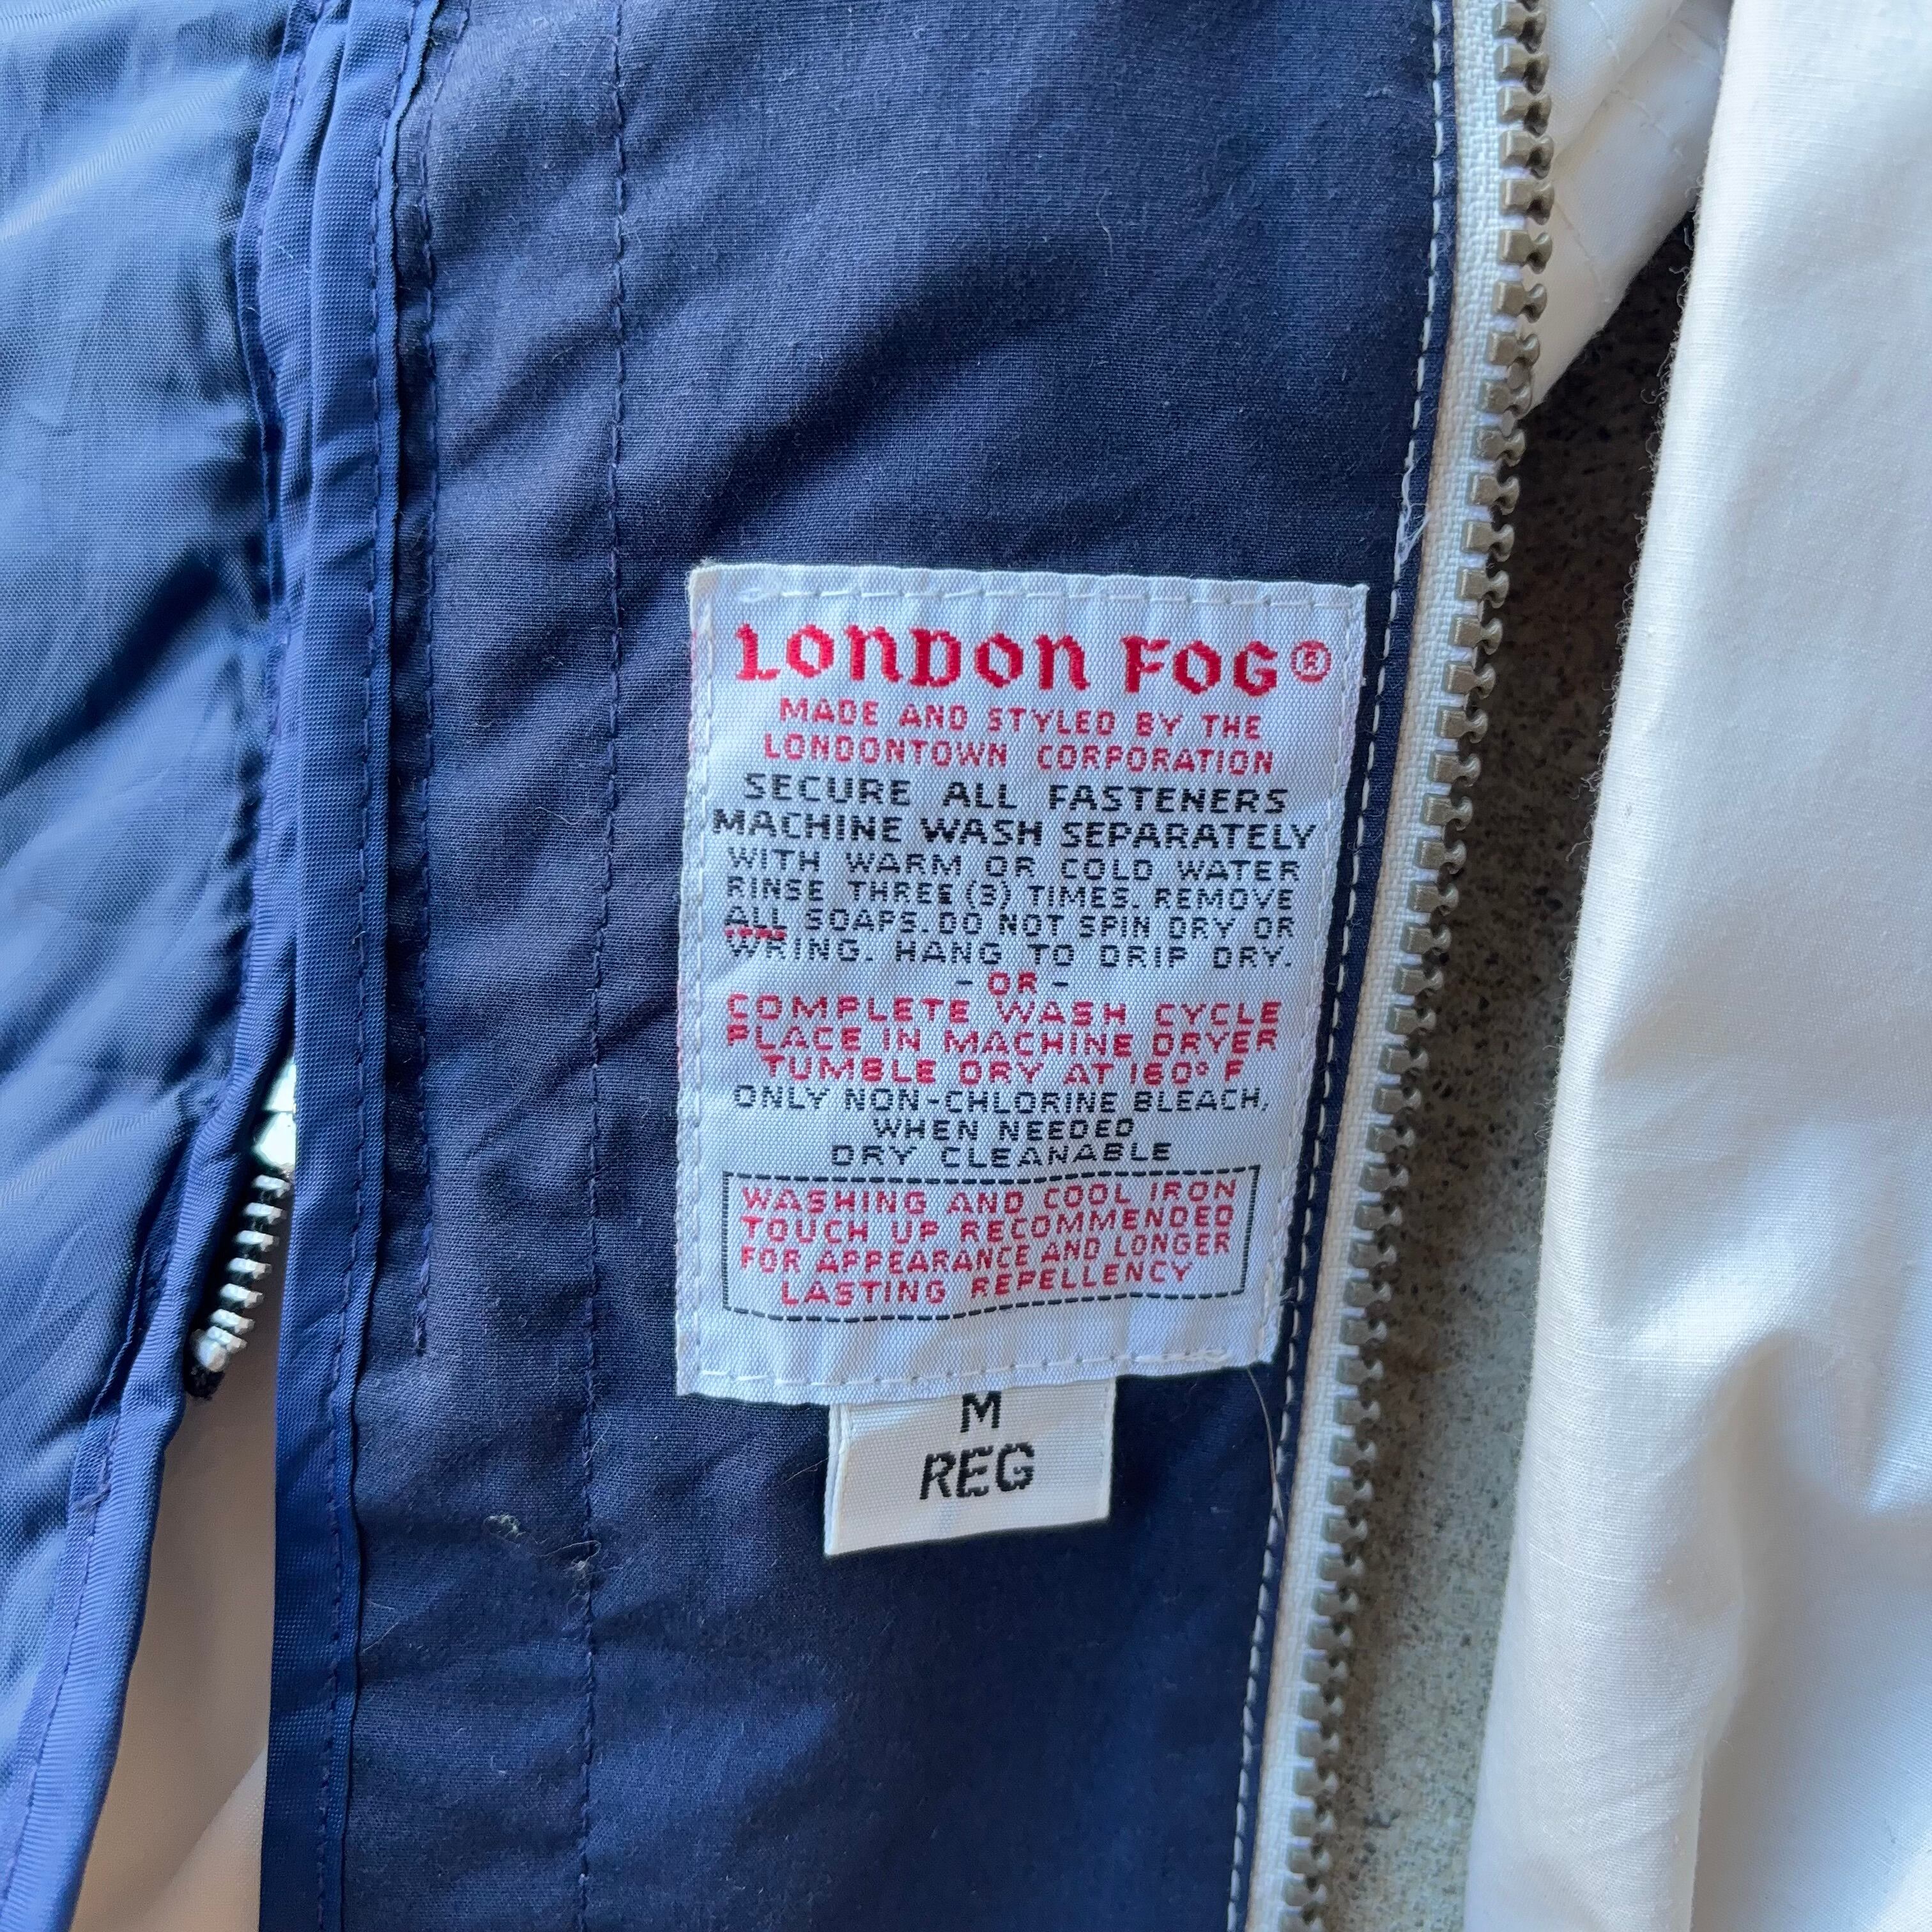 LONDON FOG®
MADE AND STYLED BY THE
LONDONTOWN CORPORATION
SECURE ALL FASTENERS
MACHINE WASH SEPARATELY
WITH WARM OR COLD WATER
RINSE THREE (3) TIMES. REMOVE
ALL SOAPS. DO NOT SPIN DRY OR
WRING. HANG TO DRIP DRY.
- OR -
COMPLETE WASH CYCLE
PLACE IN MACHINE DRYER
TUMBLE DRY AT 160° F
ONLY NON-CHLORINE BLEACH,
WHEN NEEDED
DRY CLEANABLE
WASHING AND COOL IRON
TOUCH UP RECOMMENDED
FOR APPEARANCE AND LONGER
LASTING REPELLENCY
M
REG